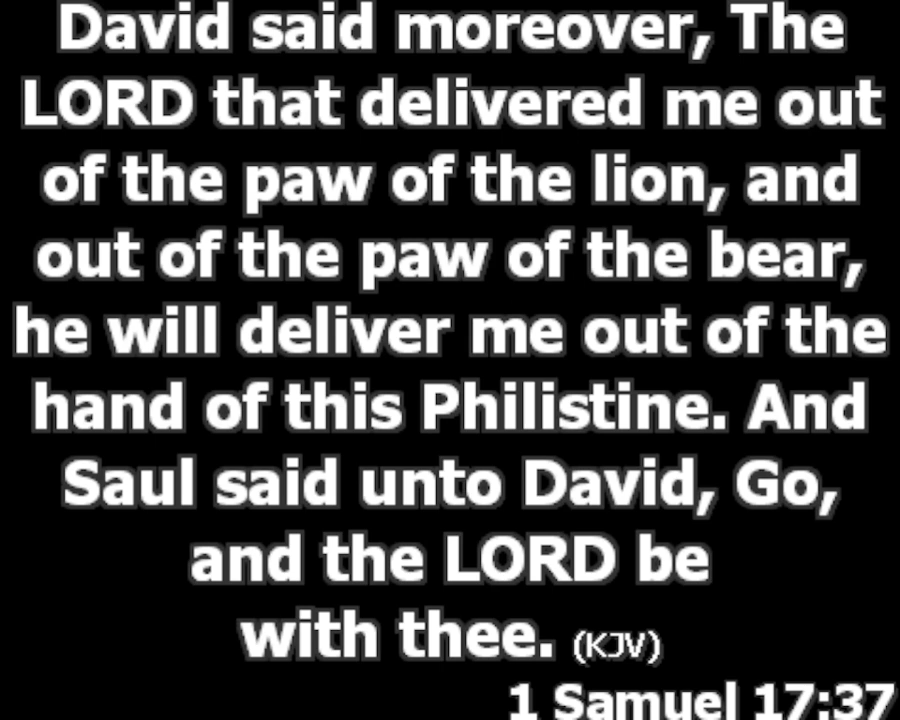 David said moreover, The
LORD that delivered me out
of the paw of the lion, and
out of the paw of the bear,
he will deliver me out of the
hand of this Philistine. And
Saul said unto David, Go,
and the LORD be
with thee. (KJV)
1 Samuel 17:37